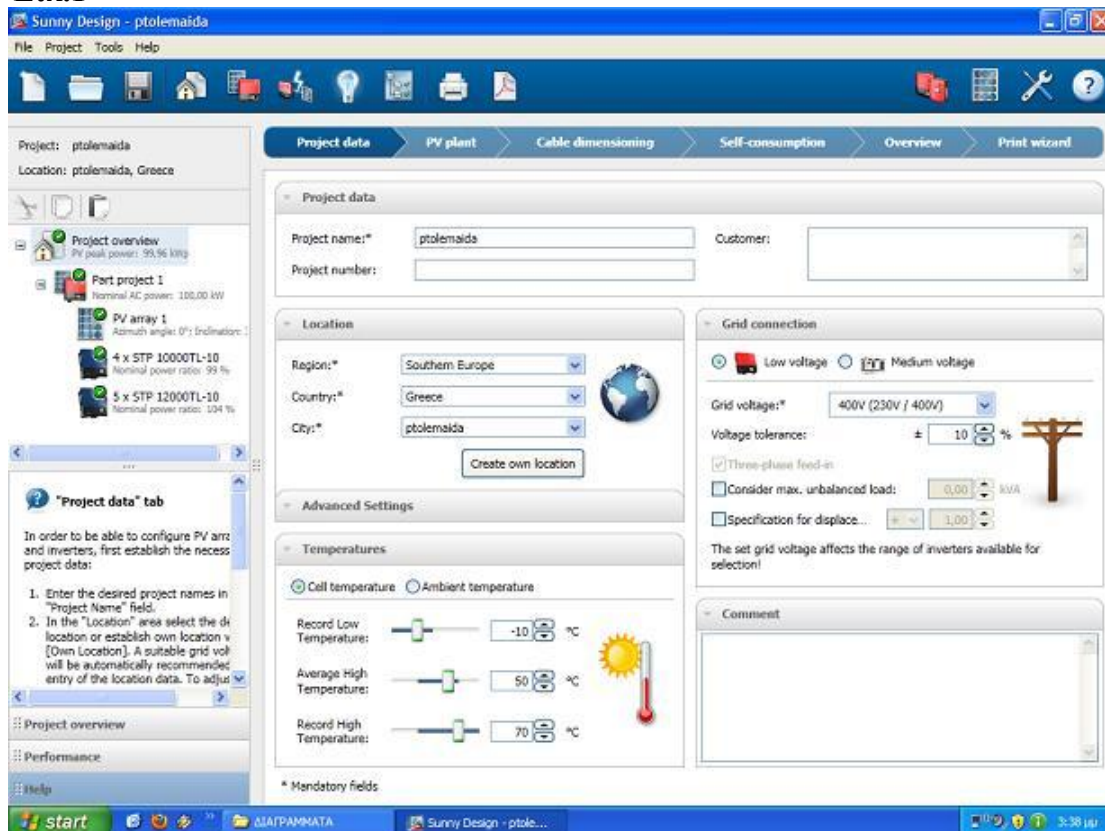 Sunny Design - ptolemaida
File Project Tools Help
Project: ptolemaida
Location: ptolemaida, Greece
Project overview
PV peak power: 99,96 kWp
Part project 1
Nominal AC power: 100,00 kW
PV array 1
Azimuth angle: 0°; Inclination:
4 x STP 10000TL-10
Nominal power ratio: 99 %
5 x STP 12000TL-10
Nominal power ratio: 104 %
"Project data" tab
In order to be able to configure PV arra
and inverters, first establish the necess
project data:
1. Enter the desired project names in
"Project Name" field.
2. In the "Location" area select the de
location or establish own location v
[Own Location]. A suitable grid volt
will be automatically recommended
entry of the location data. To adjus
Project overview
Performance
Help
Project data PV plant Cable dimensioning Self-consumption Overview Print wizard
Project data
Project name:* ptolemaida Customer:
Project number:
Location
Region:* Southern Europe
Country:* Greece
City:* ptolemaida
Create own location
Advanced Settings
Temperatures
Cell temperature Ambient temperature
Record Low
Temperature: -10 °C
Average High
Temperature: 50 °C
Record High
Temperature: 70 °C
* Mandatory fields
Grid connection
Low voltage Medium voltage
Grid voltage:* 400V (230V / 400V)
Voltage tolerance: ± 10 %
Three-phase feed-in
Consider max. unbalanced load: 0,00 kVA
Specification for displace... 1,00
The set grid voltage affects the range of inverters available for
selection!
Comment
start ΔΙΑΓΡΑΜΜΑΤΑ Sunny Design - ptole... 3:38 μμ